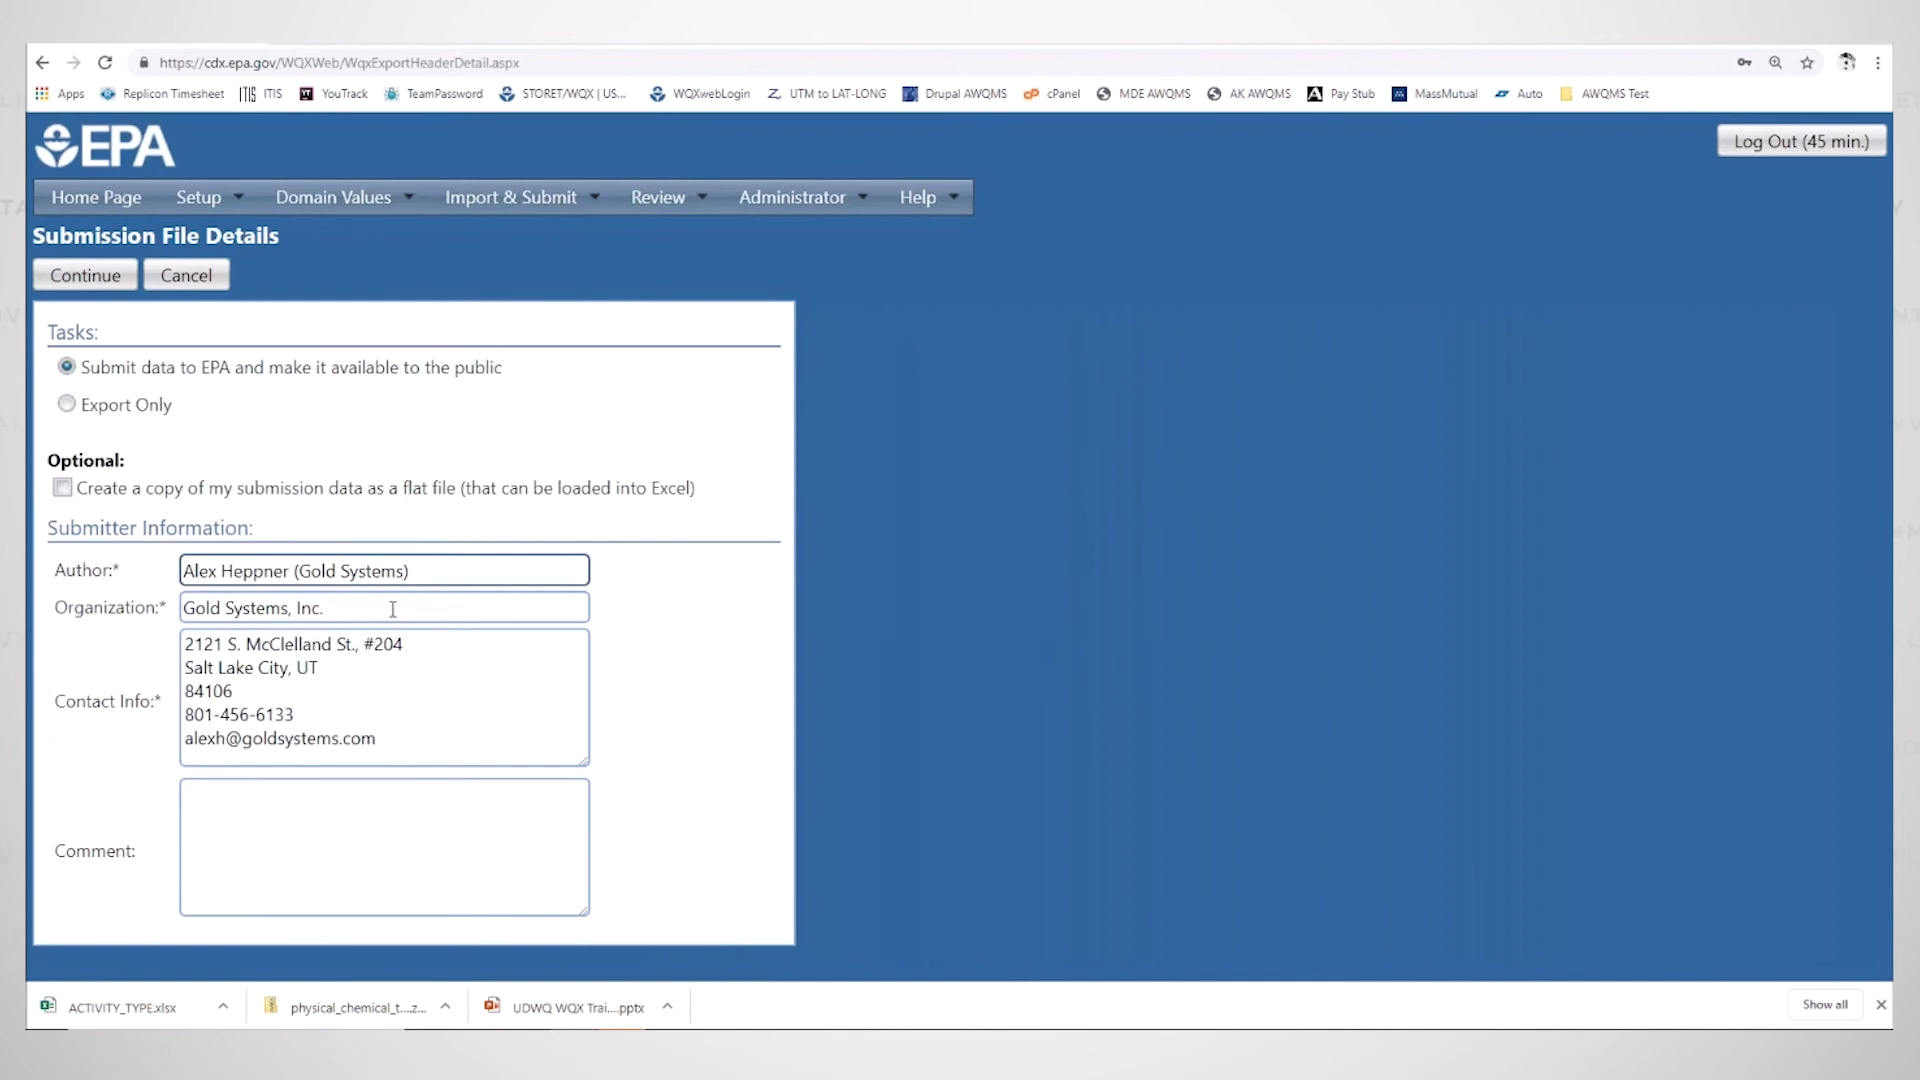 https://cdx.epa.gov/WQXWeb/WqxExportHeaderDetail.aspx
Apps Replicon Timesheet ITIS YouTrack TeamPassword STORET/WQX | US... WQXwebLogin UTM to LAT-LONG Drupal AWQMS cPanel MDE AWQMS AK AWQMS Pay Stub MassMutual Auto AWQMS Test
EPA
Log Out (45 min.)
Home Page Setup Domain Values Import & Submit Review Administrator Help
Submission File Details
Continue Cancel
Tasks:
Submit data to EPA and make it available to the public
Export Only
Optional:
Create a copy of my submission data as a flat file (that can be loaded into Excel)
Submitter Information:
Author:* Alex Heppner (Gold Systems)
Organization:* Gold Systems, Inc.
Contact Info:*
2121 S. McClelland St., #204
Salt Lake City, UT
84106
801-456-6133
alexh@goldsystems.com
Comment:
ACTIVITY_TYPE.xlsx physical_chemical_t....z... UDWQ WQX Trai....pptx Show all